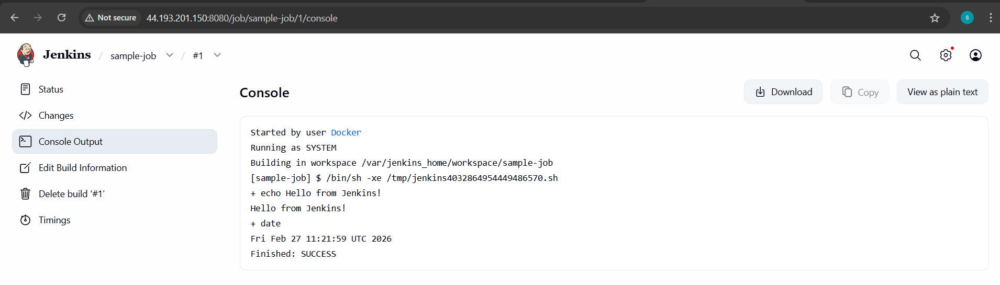 Not secure 44.193.201.150:8080/job/sample-job/1/console
S
Jenkins / sample-job / #1
Status
Changes
Console Output
Edit Build Information
Delete build ‘#1’
Timings
Console
Download
Copy
View as plain text
Started by user Docker
Running as SYSTEM
Building in workspace /var/jenkins_home/workspace/sample-job
[sample-job] $ /bin/sh -xe /tmp/jenkins4032864954449486570.sh
+ echo Hello from Jenkins!
Hello from Jenkins!
+ date
Fri Feb 27 11:21:59 UTC 2026
Finished: SUCCESS